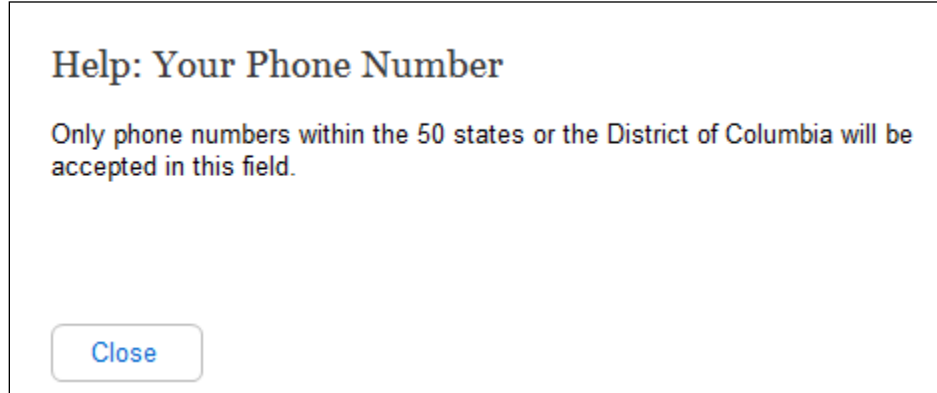 Help: Your Phone Number
Only phone numbers within the 50 states or the District of Columbia will be
accepted in this field.
Close